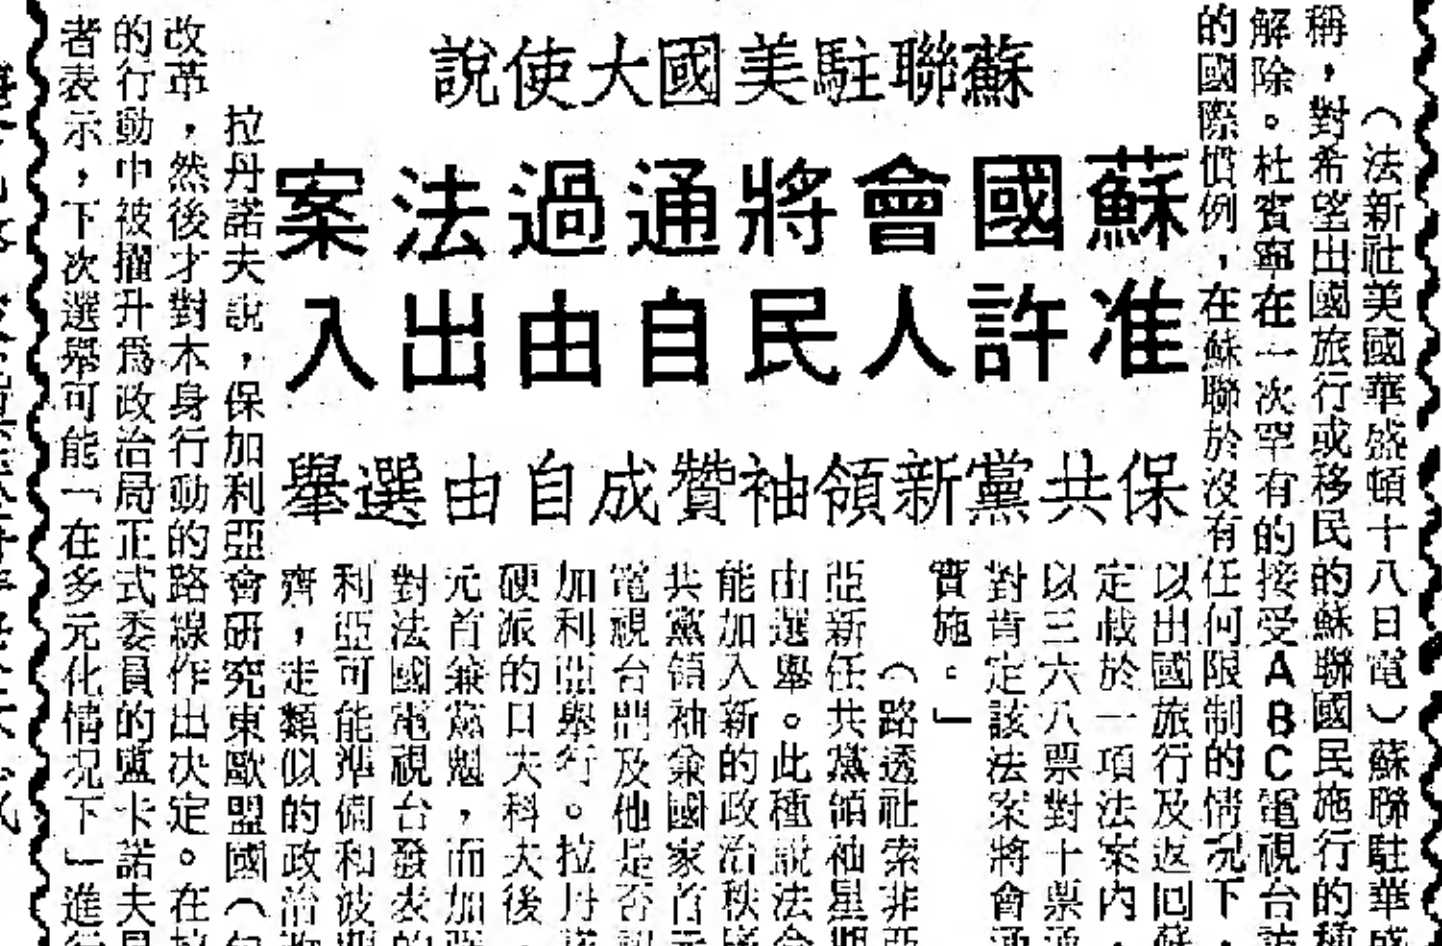 蘇聯駐美國大使說
蘇國會將通過法案
准許人民自由出入
保共黨新領袖贊成自由選舉
（法新社美國華盛頓十八日電）蘇聯駐華
稱，對希望出國旅行或移民的蘇聯國民施行的種
解除。杜賓寧在一次罕有的接受ABC電視台訪
的國際慣例，在蘇聯於沒有任何限制的情況下，
以出國旅行及返回蘇
定載於一項法案內，
以三六八票對十票通
對肯定該法案將會通
實施。」
（路透社索非亞
亞新任共黨領袖星期
由選舉。此種說法令
能加入新的政治秩序
共黨領袖兼國家首元
電視台問及他是否認
加利亞舉行。拉丹諾
硬派的日夫科夫後，
元首兼黨魁，而加
對法國電視台發表的
利亞可能準備和波
齊，走類似的政治改
拉丹諾夫說，保加利亞會研究東歐盟國（包
改革，然後才對本身行動的路線作出決定。在
的行動中被擢升為政治局正式委員的盧卡諾夫
者表示，下次選舉可能「在多元化情況下」進行